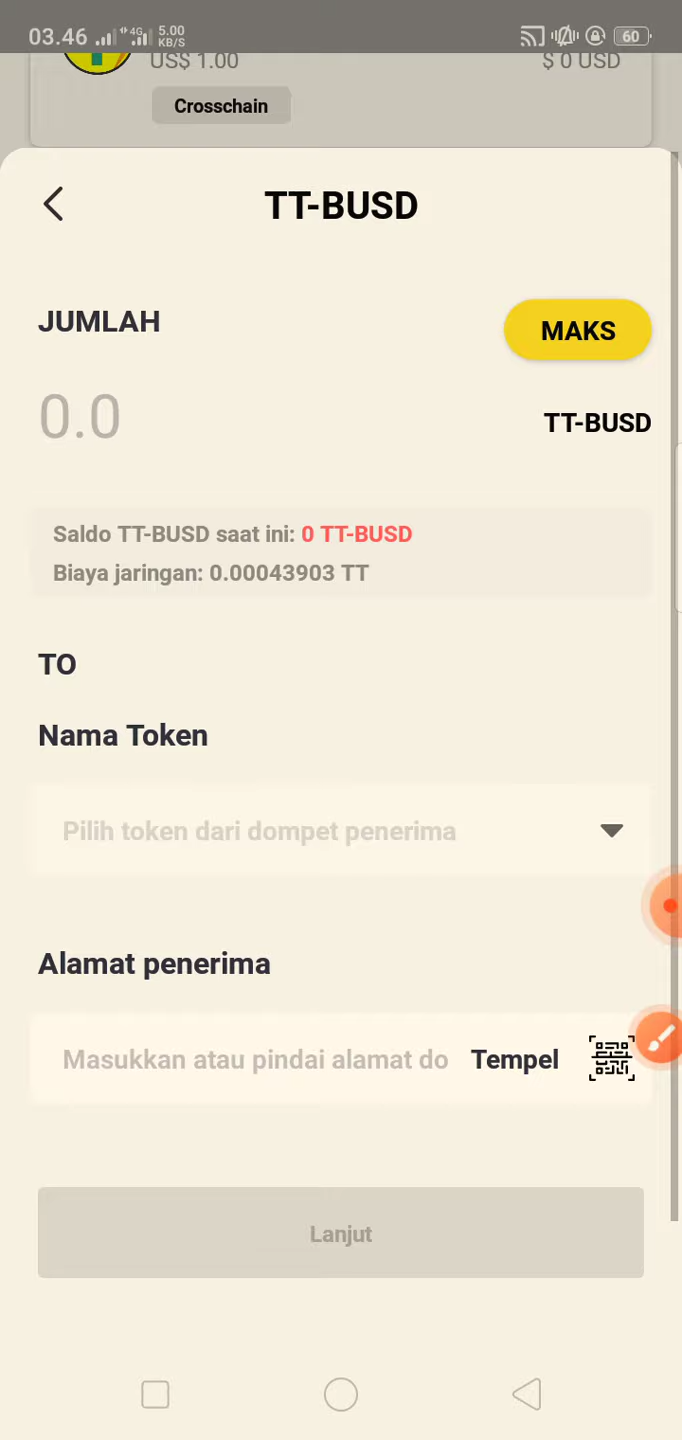 03.46 4G 5.00 KB/S 60
US$ 1.00 $ 0 USD
Crosschain
TT-BUSD
JUMLAH MAKS
0.0 TT-BUSD
Saldo TT-BUSD saat ini: 0 TT-BUSD
Biaya jaringan: 0.00043903 TT
TO
Nama Token
Pilih token dari dompet penerima
Alamat penerima
Masukkan atau pindai alamat do Tempel
Lanjut